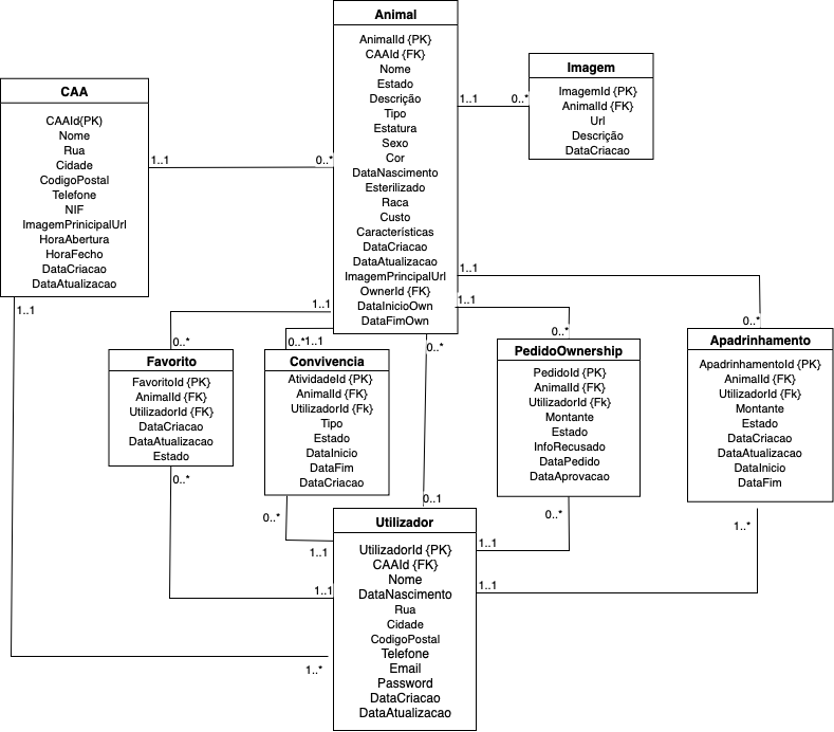 Animal
AnimalId {PK}
CAAId {FK}
Nome
Estado
Descrição
Tipo
Estatura
Sexo
Cor
DataNascimento
Esterilizado
Raca
Custo
Características
DataCriacao
DataAtualizacao
ImagemPrincipalUrl
OwnerId {FK}
DataInicioOwn
DataFimOwn
Imagem
ImagemId {PK}
AnimalId {FK}
Url
Descrição
DataCriacao
1..1
0..*
CAA
CAAId{PK}
Nome
Rua
Cidade
CodigoPostal
Telefone
NIF
ImagemPrinicipalUrl
HoraAbertura
HoraFecho
DataCriacao
DataAtualizacao
1..1
0..*
1..1
1..1
0..*
0..*
1..1
0..*
1..1
0..*
1..1
0..*
Favorito
FavoritoId {PK}
AnimalId {FK}
UtilizadorId {FK}
DataCriacao
DataAtualizacao
Estado
0..*
Convivencia
AtividadeId {PK}
AnimalId {FK}
UtilizadorId {Fk}
Tipo
Estado
DataInicio
DataFim
DataCriacao
0..*
0..1
PedidoOwnership
PedidoId {PK}
AnimalId {FK}
UtilizadorId {Fk}
Montante
Estado
InfoRecusado
DataPedido
DataAprovacao
0..*
Apadrinhamento
ApadrinhamentoId {PK}
AnimalId {FK}
UtilizadorId {Fk}
Montante
Estado
DataCriacao
DataAtualizacao
DataInicio
DataFim
1..*
Utilizador
UtilizadorId {PK}
CAAId {FK}
Nome
DataNascimento
Rua
Cidade
CodigoPostal
Telefone
Email
Password
DataCriacao
DataAtualizacao
1..1
1..1
1..1
1..1
1..*